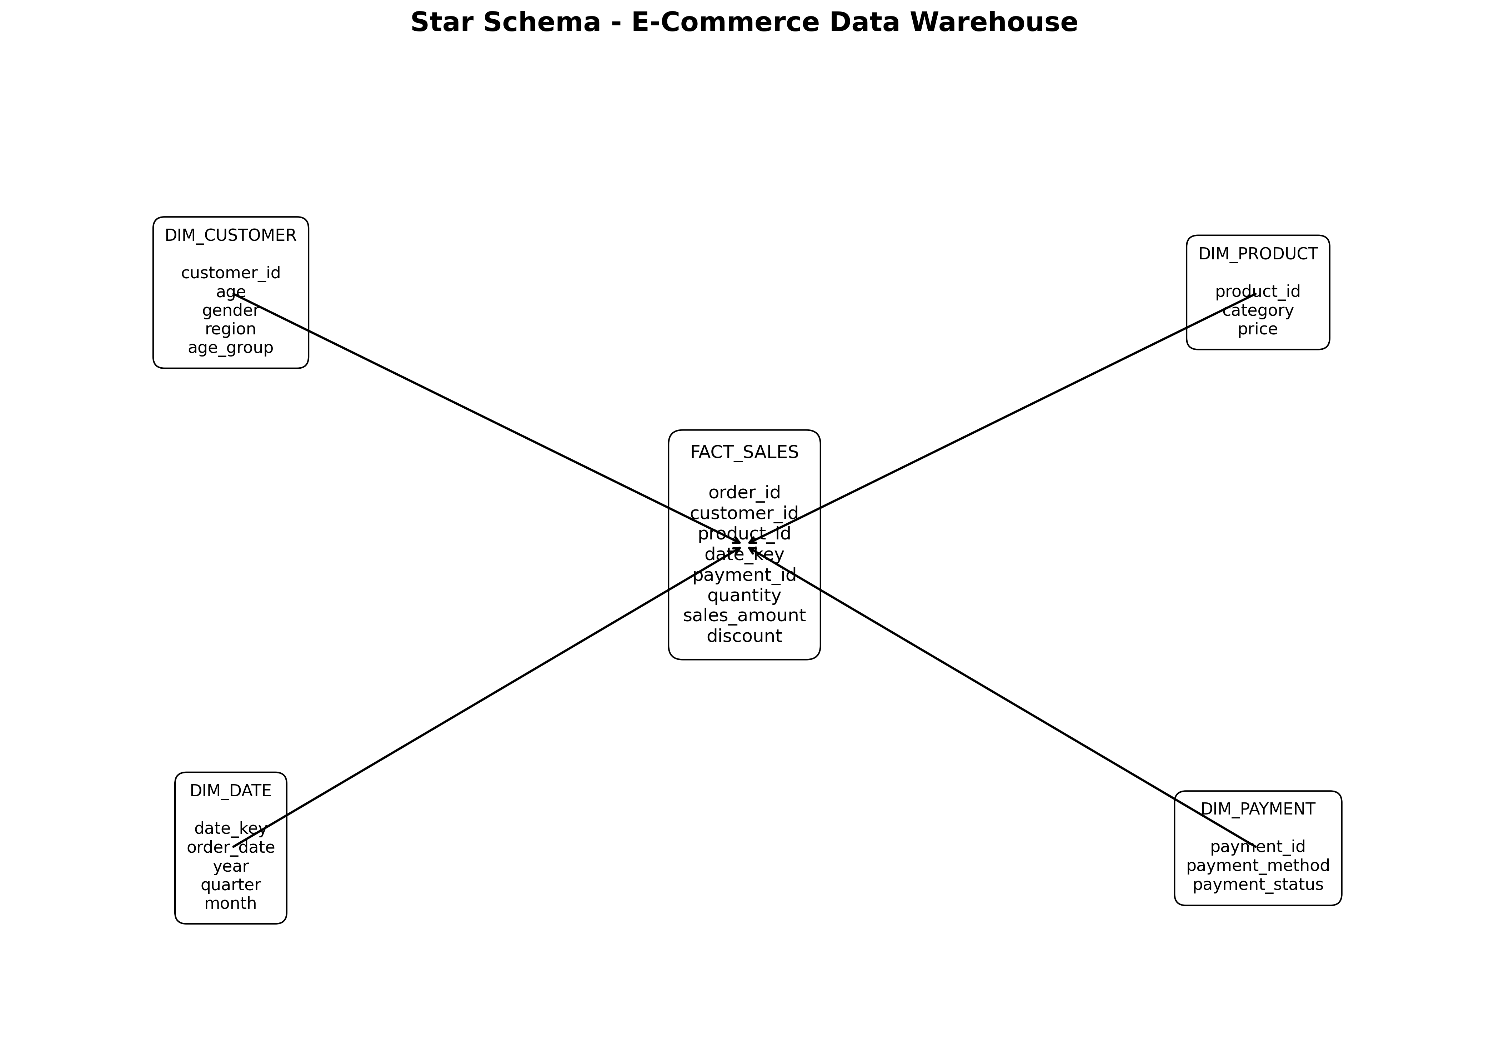 Star Schema - E-Commerce Data Warehouse
DIM_CUSTOMER
customer_id
age
gender
region
age_group
DIM_PRODUCT
product_id
category
price
FACT_SALES
order_id
customer_id
product_id
date_key
payment_id
quantity
sales_amount
discount
DIM_DATE
date_key
order_date
year
quarter
month
DIM_PAYMENT
payment_id
payment_method
payment_status